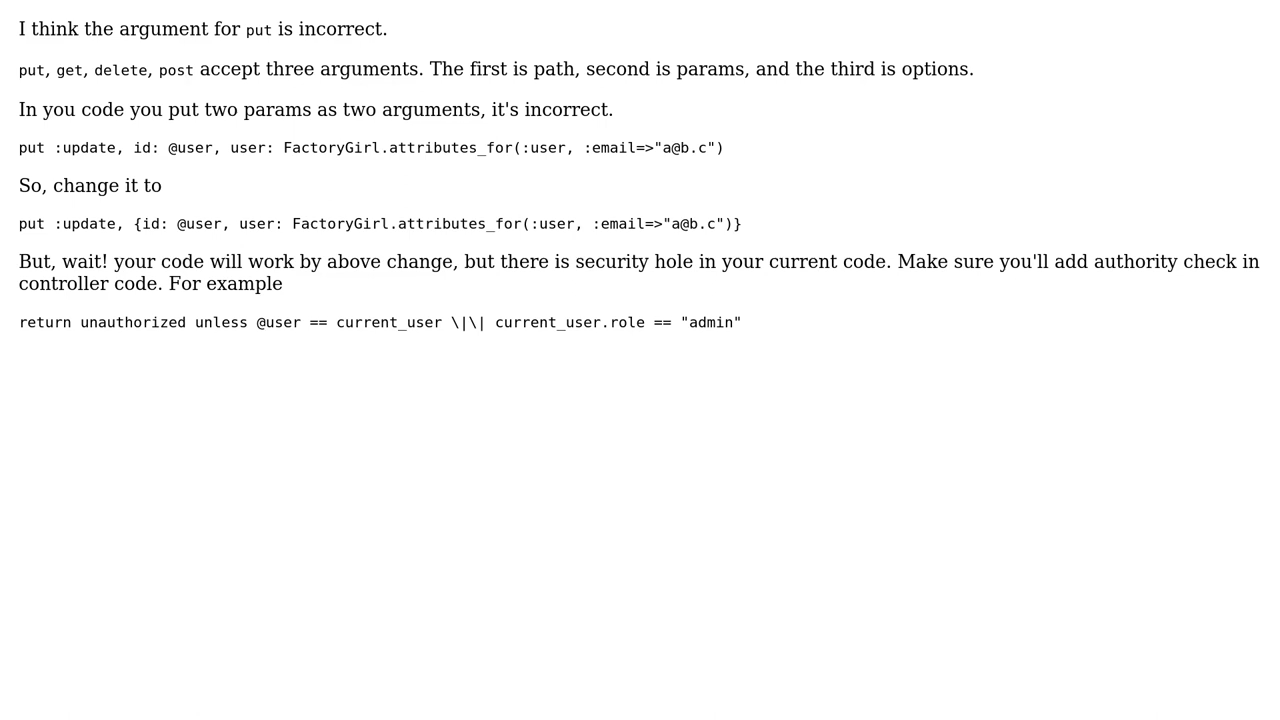 I think the argument for put is incorrect.
put, get, delete, post accept three arguments. The first is path, second is params, and the third is options.
In you code you put two params as two arguments, it's incorrect.
put :update, id: @user, user: FactoryGirl.attributes_for(:user, :email=>"a@b.c")
So, change it to
put :update, {id: @user, user: FactoryGirl.attributes_for(:user, :email=>"a@b.c")}
But, wait! your code will work by above change, but there is security hole in your current code. Make sure you'll add authority check in
controller code. For example
return unauthorized unless @user == current_user \|\| current_user.role == "admin"